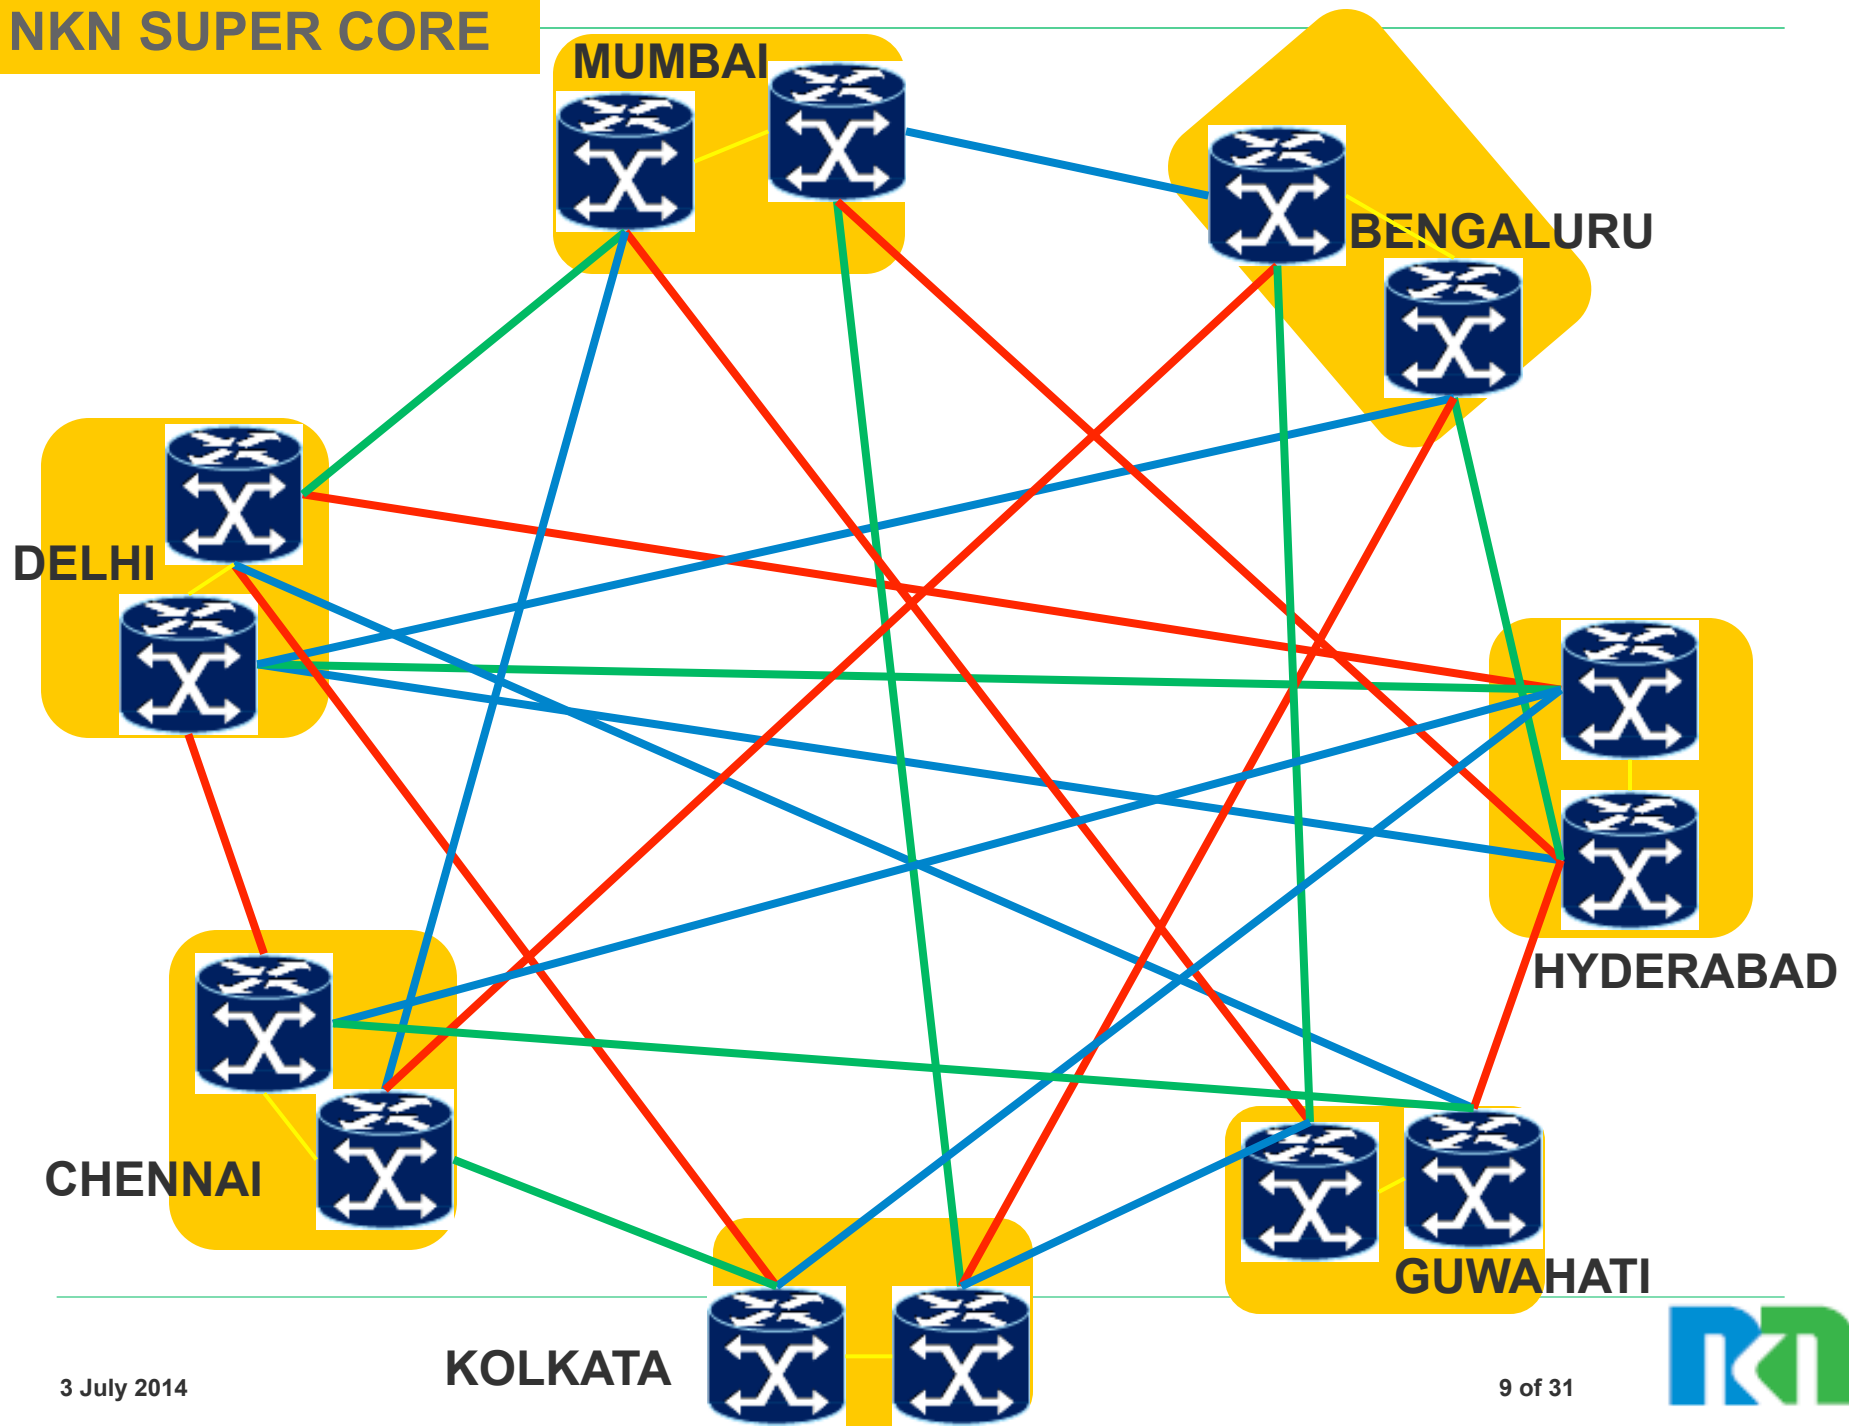 NKN SUPER CORE
MUMBAI
BENGALURU
DELHI
HYDERABAD
CHENNAI
GUWAHATI
KOLKATA
3 July 2014
9 of 31